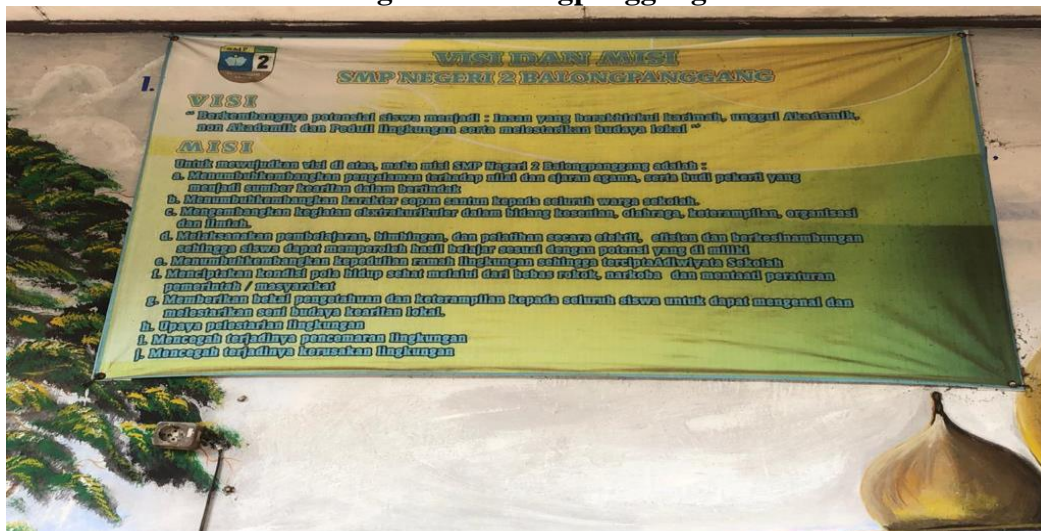 SMP
2
1.
VISI DAN MISI
SMP NEGERI 2 BALONGPANGGANG
VISI
“ Berkembangnya potensial siswa menjadi : Insan yang berakhlakul karimah, unggul Akademik,
non Akademik dan Peduli lingkungan serta melestarikan budaya lokal ”
MISI
Untuk mewujudkan visi di atas, maka misi SMP Negeri 2 Balongpanggang adalah :
a. Menumbuhkembangkan pengalaman terhadap nilai dan ajaran agama, serta budi pekerti yang
menjadi sumber kearifan dalam bertindak
b. Menumbuhkembangkan karakter sopan santun kepada seluruh warga sekolah.
c. Mengembangkan kegiatan ekxtrakurikuler dalam bidang kesenian, olahraga, keterampilan, organisasi
dan ilmiah.
d. Melaksanakan pembelajaran, bimbingan, dan pelatihan secara efektif, efisien dan berkesinambungan
sehingga siswa dapat memperoleh hasil belajar sesuai dengan potensi yang di miliki
e. Menumbuhkembangkan kepedulian ramah lingkungan sehingga terciptaAdiwiyata Sekolah
f. Menciptakan kondisi pola hidup sehat melalui dari bebas rokok, narkoba dan mentaati peraturan
pemerintah / masyarakat
g. Memberikan bekal pengetahuan dan keterampilan kepada seluruh siswa untuk dapat mengenal dan
melestarikan seni budaya kearifan lokal.
h. Upaya pelestarian lingkungan
i. Mencegah terjadinya pencemaran lingkungan
j. Mencegah terjadinya kerusakan lingkungan